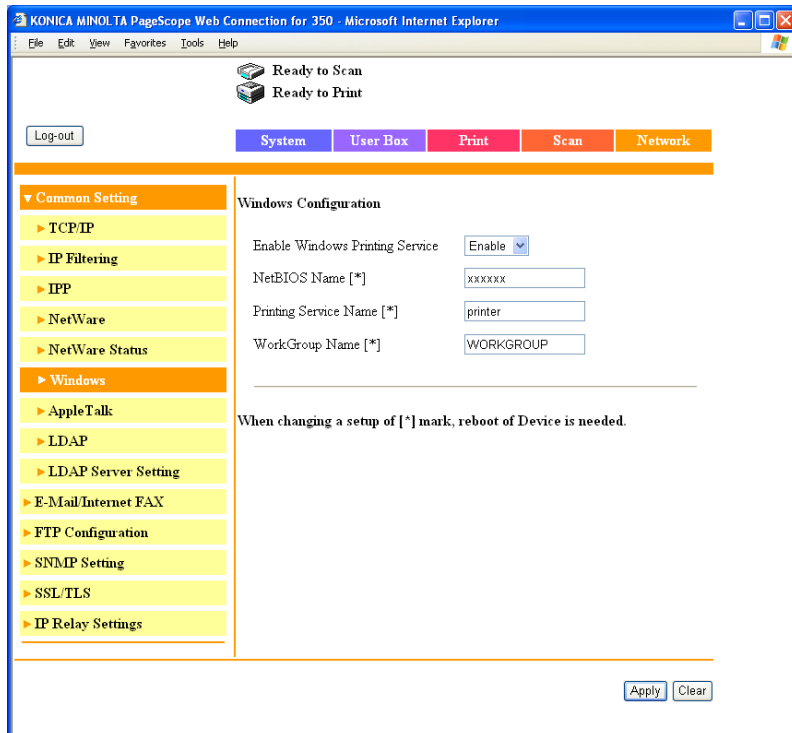 KONICA MINOLTA PageScope Web Connection for 350 - Microsoft Internet Explorer
File Edit View Favorites Tools Help
Ready to Scan
Ready to Print
Log-out
System User Box Print Scan Network
Common Setting
TCP/IP
IP Filtering
IPP
NetWare
NetWare Status
Windows
AppleTalk
LDAP
LDAP Server Setting
E-Mail/Internet FAX
FTP Configuration
SNMP Setting
SSL/TLS
IP Relay Settings
Windows Configuration
Enable Windows Printing Service Enable
NetBIOS Name [*] xxxxxx
Printing Service Name [*] printer
WorkGroup Name [*] WORKGROUP
When changing a setup of [*] mark, reboot of Device is needed.
Apply Clear